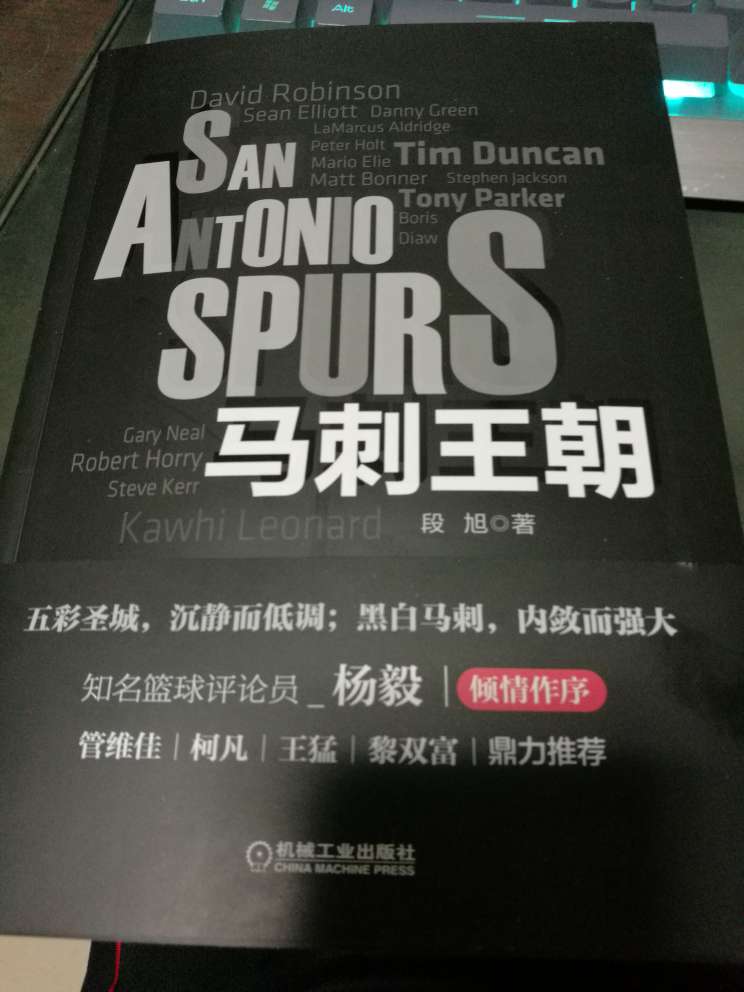 Alt
David Robinson
Sean Elliott Danny Green
LaMarcus Aldridge
Peter Holt
Mario Elie
Tim Duncan
Matt Bonner Stephen Jackson
Tony Parker
Boris
Diaw
SAN
ANTONIO
SPURS
马刺王朝
Gary Neal
Robert Horry
Steve Kerr
Kawhi Leonard
段 旭◎著
五彩圣城，沉静而低调；黑白马刺，内敛而强大
知名篮球评论员_杨毅|倾情作序
管维佳|柯凡|王猛|黎双富|鼎力推荐
机械工业出版社
CHINA MACHINE PRESS